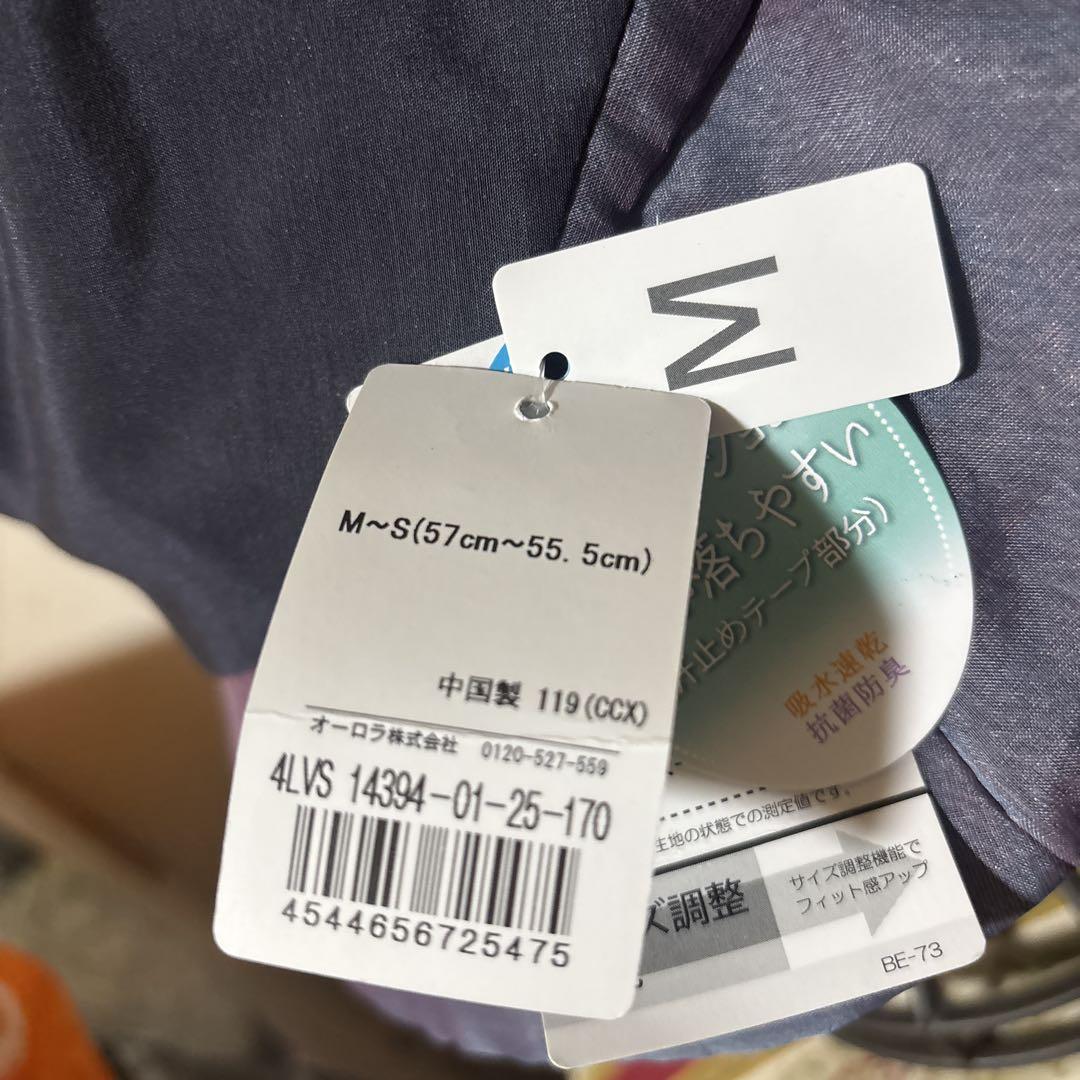 M
M～S(57cm～55.5cm)
中国製 119(CCX)
オーロラ株式会社 0120-527-559
4LVS 14394-01-25-170
4544656725475
落ちやすい
汗止めテープ部分)
吸水速乾
抗菌防臭
生地の状態での測定値です。
ズ調整
サイズ調整機能で
フィット感アップ
BE-73